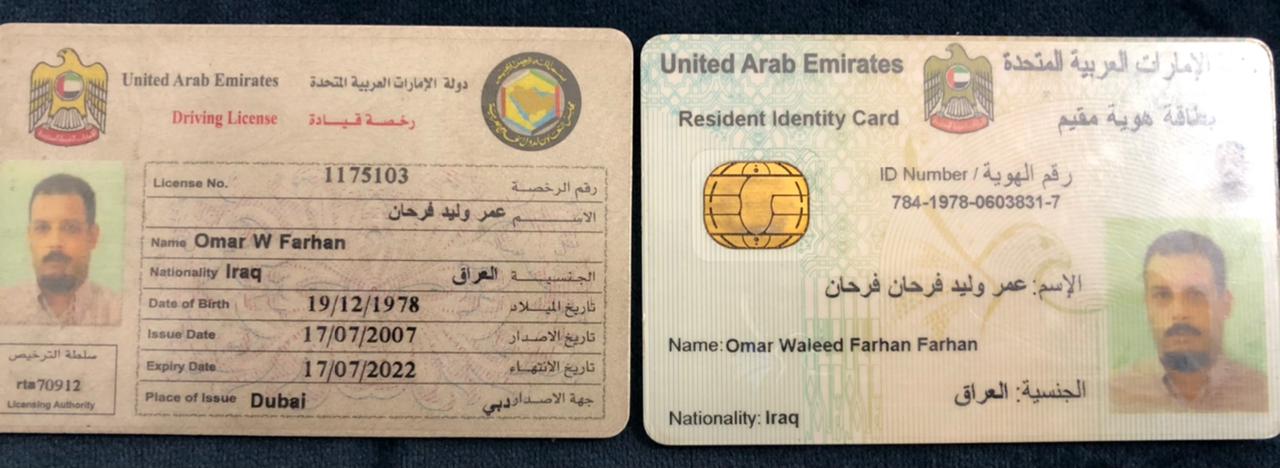 United Arab Emirates دولة الإمارات العربية المتحدة
Driving License رخصة قيادة
License No. 1175103 رقم الرخصة
الاسم عمر وليد فرحان
Name Omar W Farhan
Nationality Iraq العراق الجنسية
Date of Birth 19/12/1978 تاريخ الميلاد
Issue Date 17/07/2007 تاريخ الاصدار
Expiry Date 17/07/2022 تاريخ الانتهاء
Place of Issue Dubai دبي جهة الاصدار
سلطة الترخيص
rta70912
Licensing Authority
United Arab Emirates الإمارات العربية المتحدة
Resident Identity Card بطاقة هوية مقيم
ID Number / رقم الهوية
784-1978-0603831-7
الإسم: عمر وليد فرحان فرحان
Name: Omar Waleed Farhan Farhan
الجنسية: العراق
Nationality: Iraq